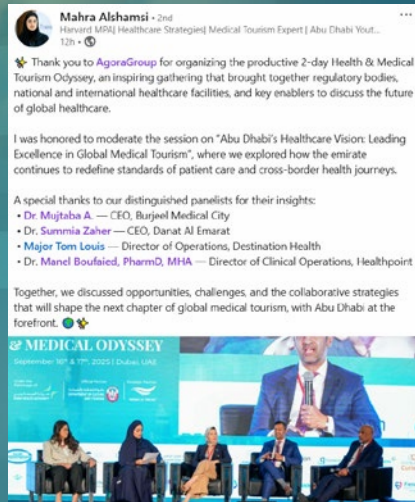 Mahra Alshamsi • 2nd
Harvard MPA| Healthcare Strategies| Medical Tourism Expert | Abu Dhabi Yout...
12h •
Thank you to AgoraGroup for organizing the productive 2-day Health & Medical
Tourism Odyssey, an inspiring gathering that brought together regulatory bodies,
national and international healthcare facilities, and key enablers to discuss the future
of global healthcare.
I was honored to moderate the session on "Abu Dhabi's Healthcare Vision: Leading
Excellence in Global Medical Tourism", where we explored how the emirate
continues to redefine standards of patient care and cross-border health journeys.
A special thanks to our distinguished panelists for their insights:
• Dr. Mujtaba A. — CEO, Burjeel Medical City
• Dr. Summia Zaher — CEO, Danat Al Emarat
• Major Tom Louis — Director of Operations, Destination Health
• Dr. Manel Boufaied, PharmD, MHA — Director of Clinical Operations, Healthpoint
Together, we discussed opportunities, challenges, and the collaborative strategies
that will shape the next chapter of global medical tourism, with Abu Dhabi at the
forefront.
& MEDICAL ODYSSEY
September 16th & 17th, 2025 | Dubai, UAE